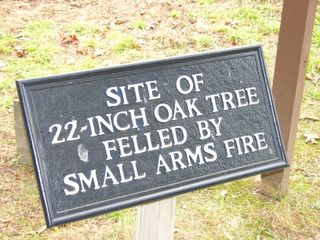 SITE OF
22-INCH OAK TREE
FELLED BY
SMALL ARMS FIRE